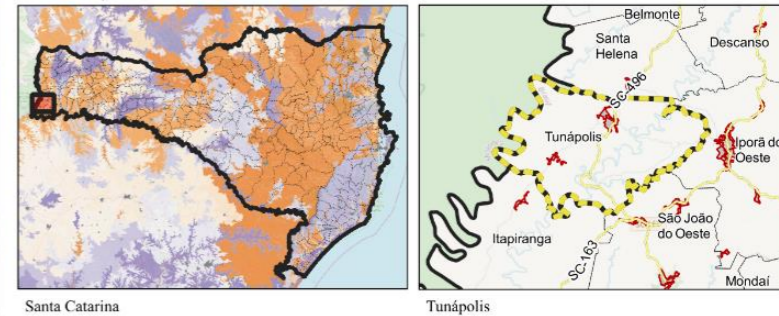 Belmonte
Santa
Helena
Descanso
SC-496
Tunápolis
Iporã do
Oeste
São João
do Oeste
Itapiranga
SC-163
Mondaí
Santa Catarina
Tunápolis